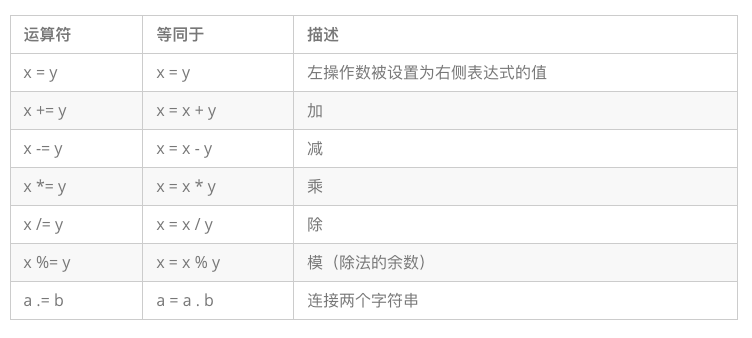 运算符 等同于 描述
x = y x = y 左操作数被设置为右侧表达式的值
x += y x = x + y 加
x -= y x = x - y 减
x *= y x = x * y 乘
x /= y x = x / y 除
x %= y x = x % y 模（除法的余数）
a .= b a = a . b 连接两个字符串